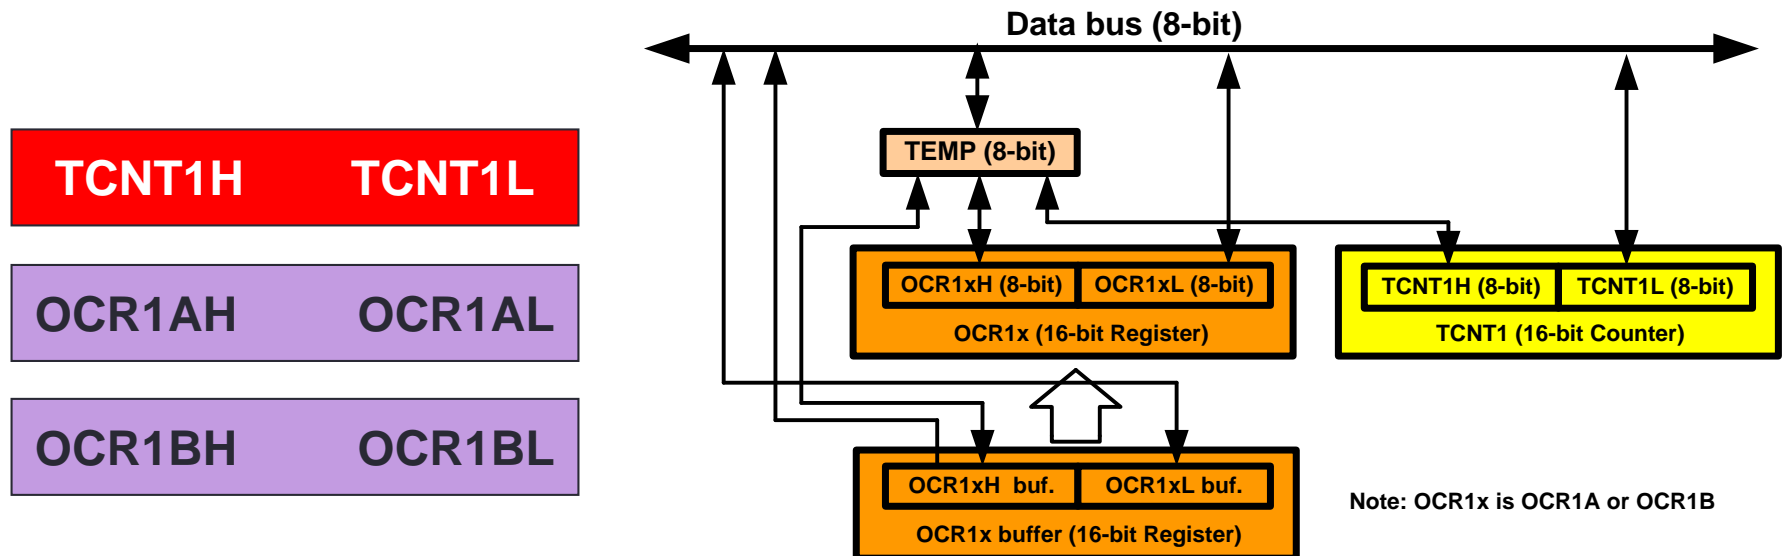 Data bus (8-bit)
TCNT1H TCNT1L
OCR1AH OCR1AL
OCR1BH OCR1BL
TEMP (8-bit)
OCR1xH (8-bit) OCR1xL (8-bit)
OCR1x (16-bit Register)
TCNT1H (8-bit) TCNT1L (8-bit)
TCNT1 (16-bit Counter)
OCR1xH buf. OCR1xL buf.
OCR1x buffer (16-bit Register)
Note: OCR1x is OCR1A or OCR1B